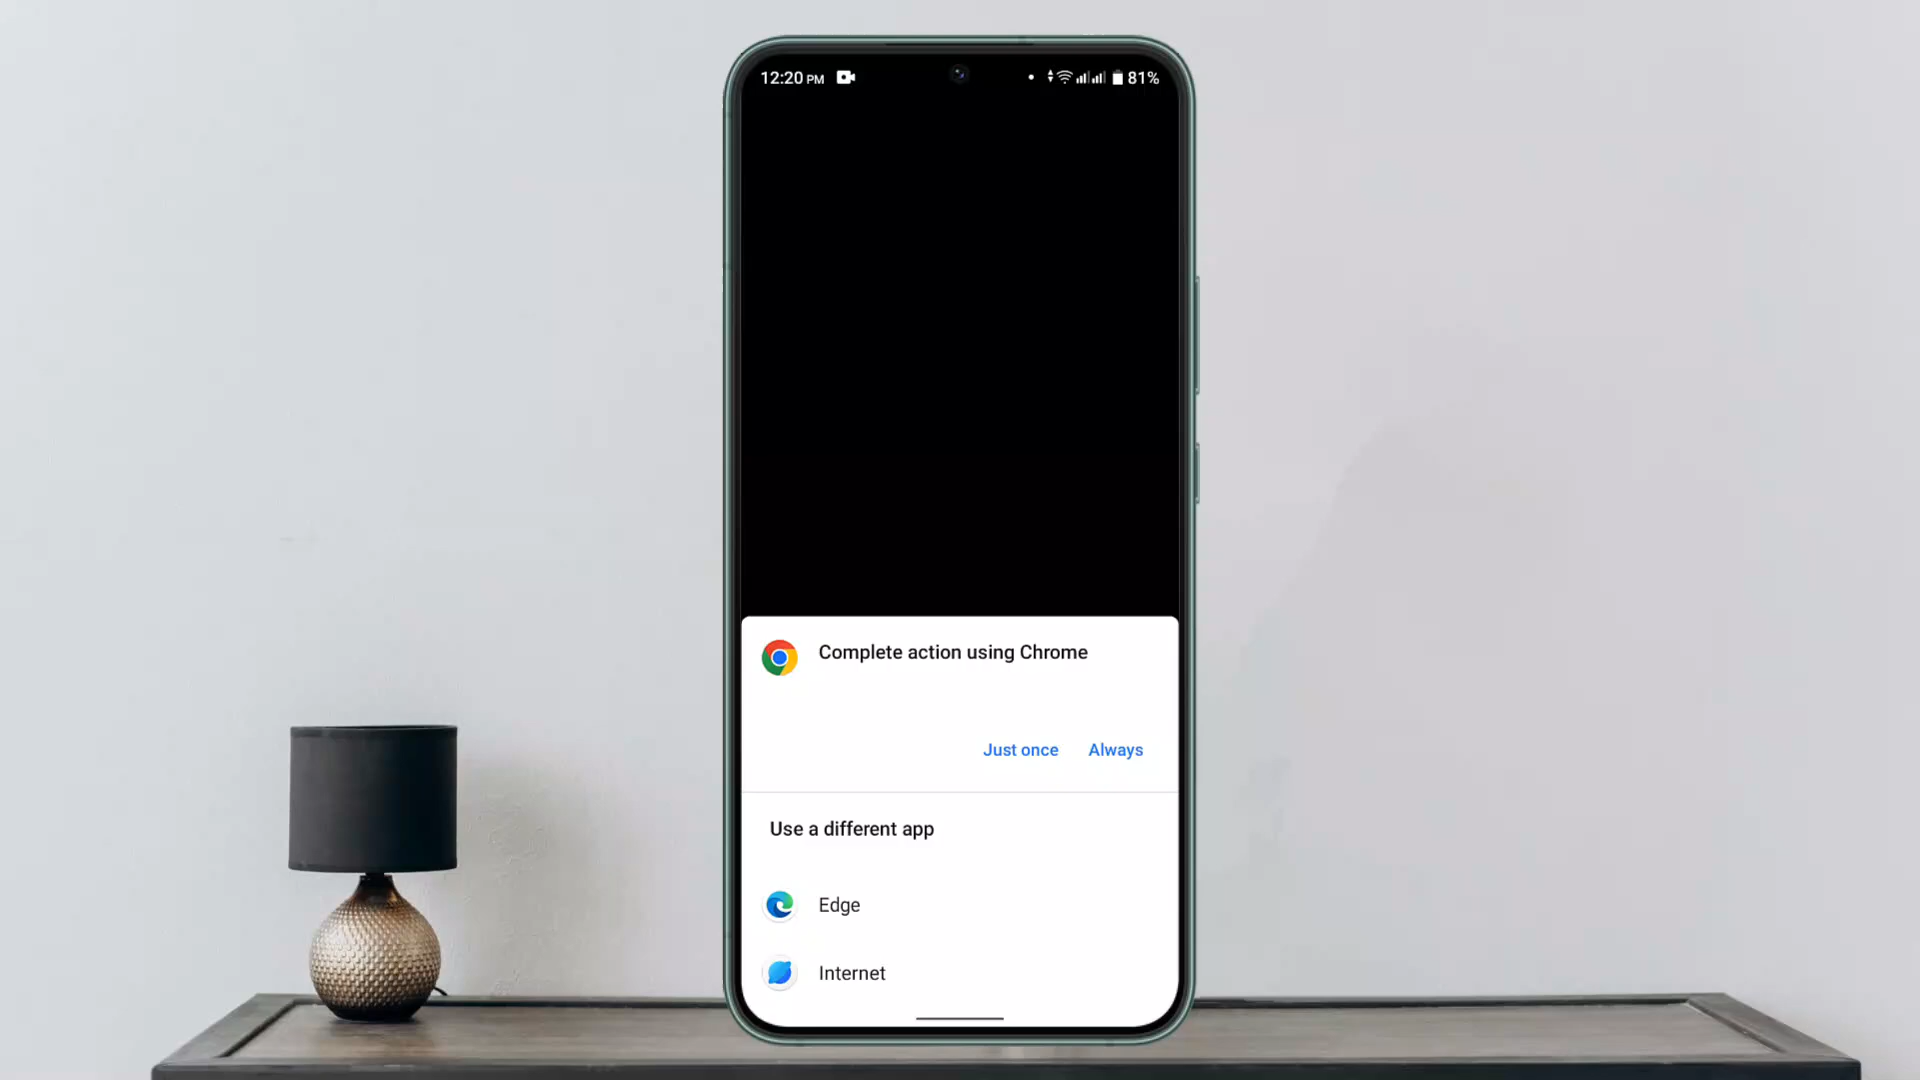 12:20 PM 81%
Complete action using Chrome
Just once Always
Use a different app
Edge
Internet